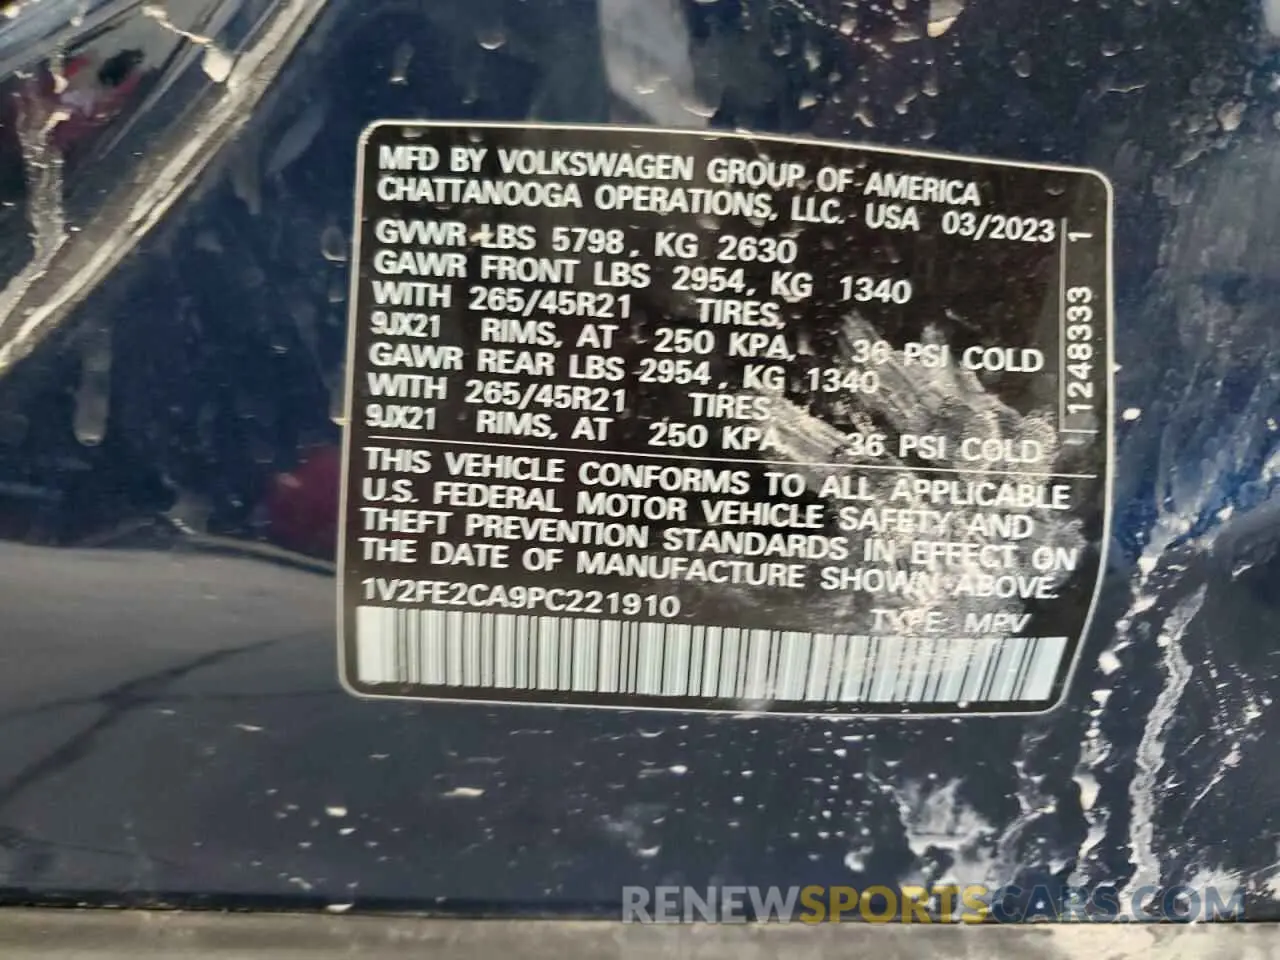 MFD BY VOLKSWAGEN GROUP OF AMERICA
CHATTANOOGA OPERATIONS, LLC. USA 03/2023
GVWR LBS 5798, KG 2630
GAWR FRONT LBS 2954, KG 1340
WITH 265/45R21 TIRES,
9JX21 RIMS, AT 250 KPA, 36 PSI COLD
GAWR REAR LBS 2954, KG 1340
WITH 265/45R21 TIRES,
9JX21 RIMS, AT 250 KPA 36 PSI COLD
1248333 1
THIS VEHICLE CONFORMS TO ALL APPLICABLE
U.S. FEDERAL MOTOR VEHICLE SAFETY AND
THEFT PREVENTION STANDARDS IN EFFECT ON
THE DATE OF MANUFACTURE SHOWN ABOVE.
1V2FE2CA9PC221910 TYPE: MPV
RENEWSPORTSCARS.COM